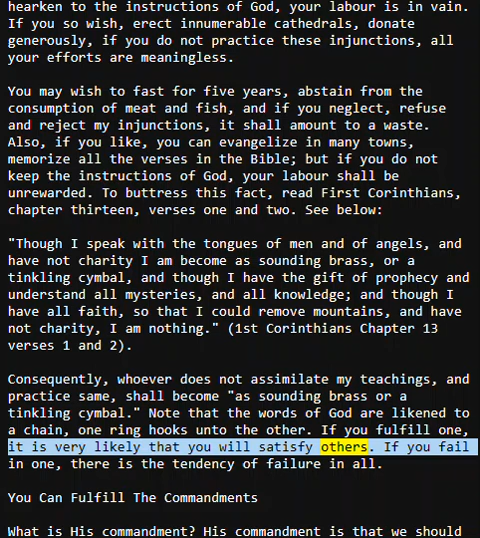 hearken to the instructions of God, your labour is in vain.
If you so wish, erect innumerable cathedrals, donate
generously, if you do not practice these injunctions, all
your efforts are meaningless.
You may wish to fast for five years, abstain from the
consumption of meat and fish, and if you neglect, refuse
and reject my injunctions, it shall amount to a waste.
Also, if you like, you can evangelize in many towns,
memorize all the verses in the Bible; but if you do not
keep the instructions of God, your labour shall be
unrewarded. To buttress this fact, read First Corinthians,
chapter thirteen, verses one and two. See below:
"Though I speak with the tongues of men and of angels, and
have not charity I am become as sounding brass, or a
tinkling cymbal, and though I have the gift of prophecy and
understand all mysteries, and all knowledge; and though I
have all faith, so that I could remove mountains, and have
not charity, I am nothing." (1st Corinthians Chapter 13
verses 1 and 2).
Consequently, whoever does not assimilate my teachings, and
practice same, shall become "as sounding brass or a
tinkling cymbal." Note that the words of God are likened to
a chain, one ring hooks unto the other. If you fulfill one,
it is very likely that you will satisfy others. If you fail
in one, there is the tendency of failure in all.
You Can Fulfill The Commandments
What is His commandment? His commandment is that we should